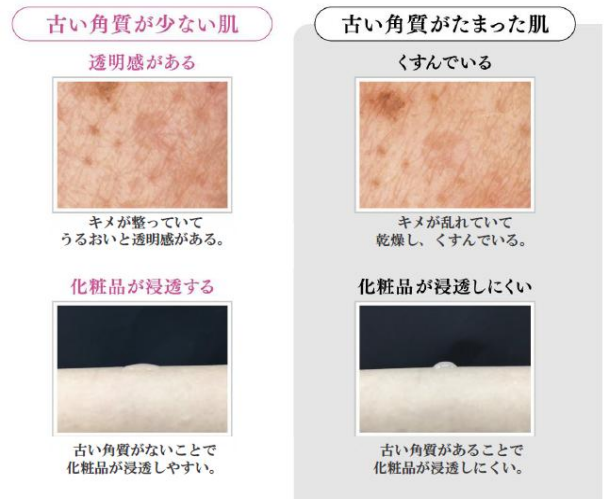 古い角質が少ない肌
透明感がある
キメが整っていて
うるおいと透明感がある。
化粧品が浸透する
古い角質がないことで
化粧品が浸透しやすい。
古い角質がたまった肌
くすんでいる
キメが乱れていて
乾燥し、くすんでいる。
化粧品が浸透しにくい
古い角質があることで
化粧品が浸透しにくい。